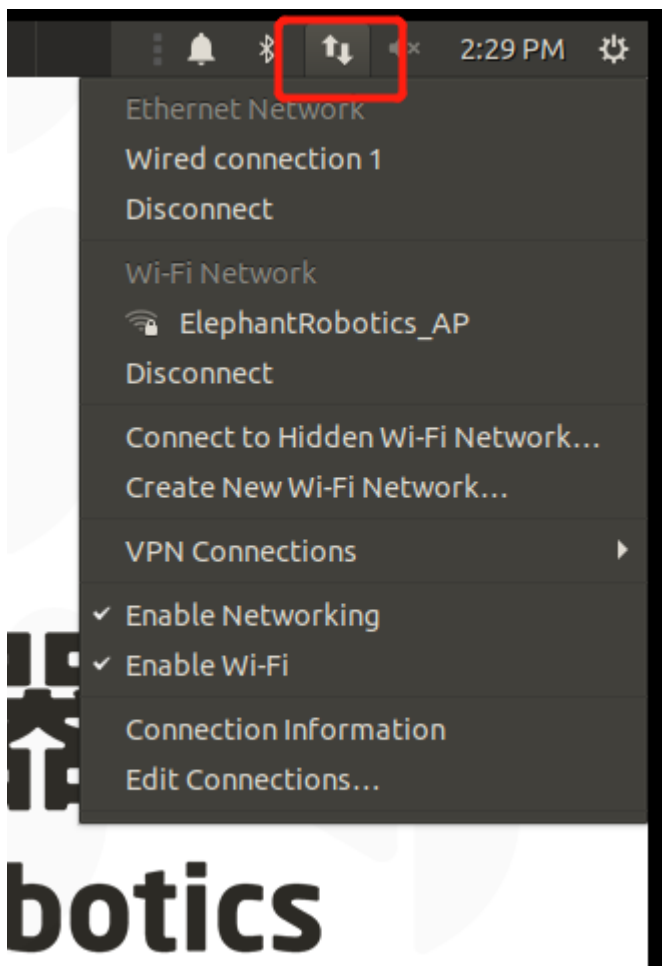 2:29 PM
Ethernet Network
Wired connection 1
Disconnect
Wi-Fi Network
ElephantRobotics_AP
Disconnect
Connect to Hidden Wi-Fi Network…
Create New Wi-Fi Network…
VPN Connections
Enable Networking
Enable Wi-Fi
Connection Information
Edit Connections…
botics